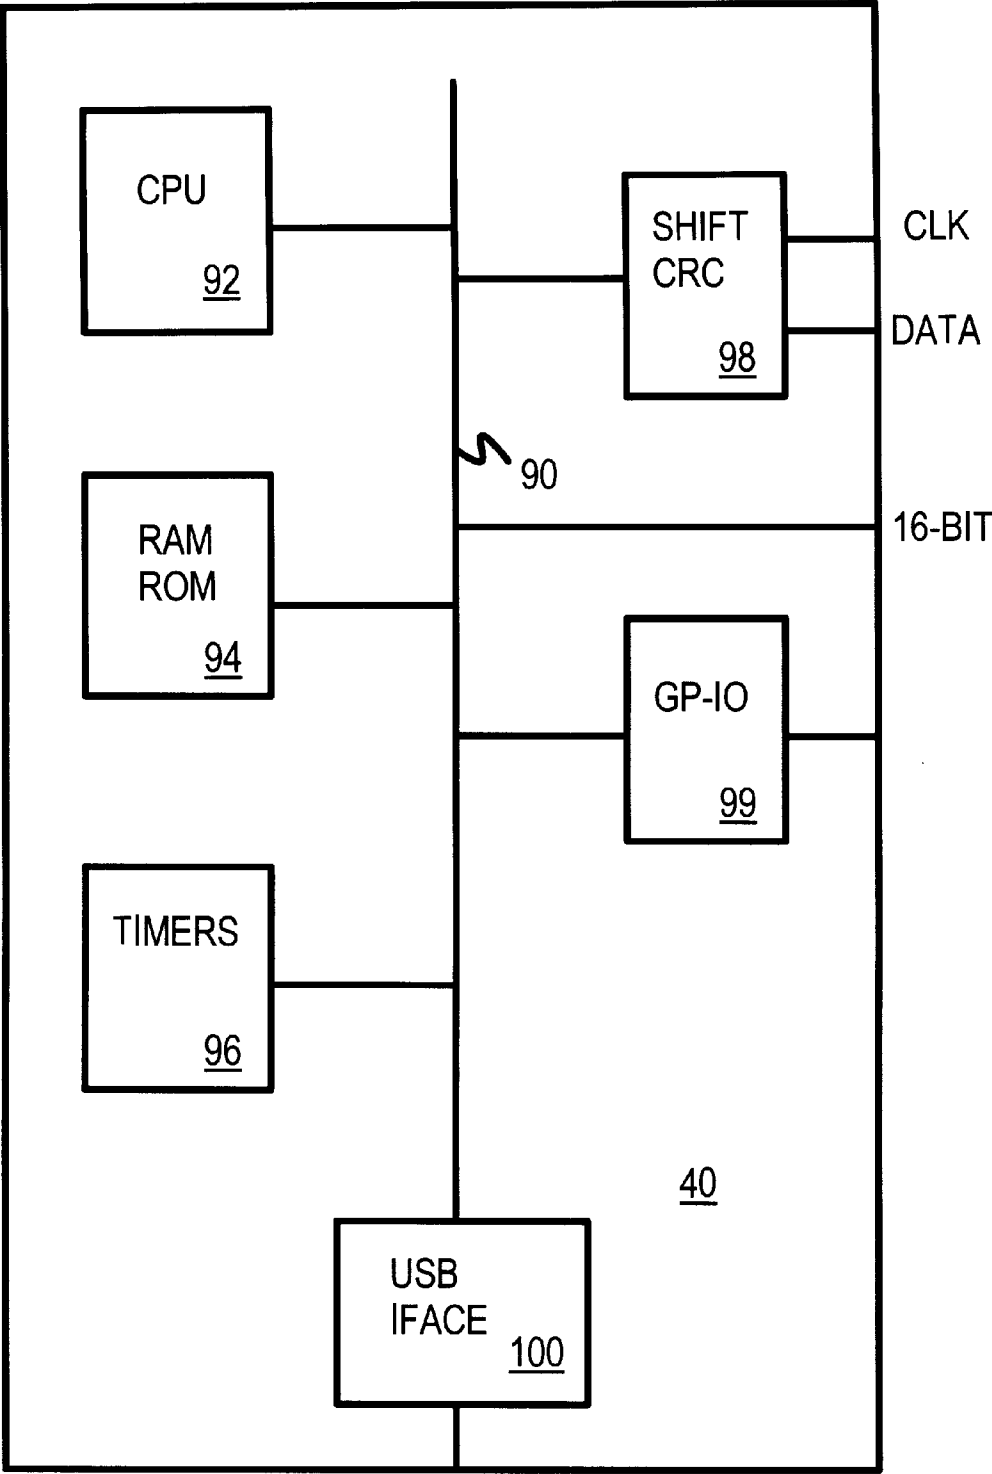 CPU
92
SHIFT
CRC
98
CLK
DATA
90
16-BIT
RAM
ROM
94
GP-IO
99
TIMERS
96
40
USB
IFACE
100